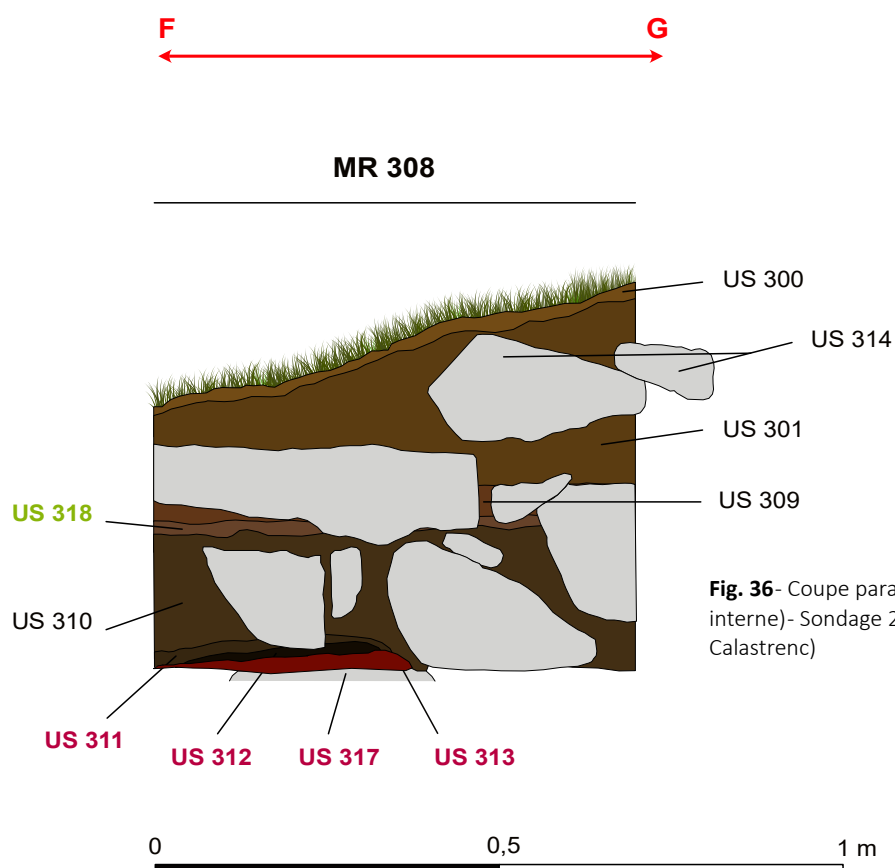 F G
MR 308
US 300
US 314
US 301
US 318
US 309
US 310
Fig. 36- Coupe para
interne)- Sondage 2
Calastrenc)
US 311
US 312 US 317 US 313
0 0,5 1 m